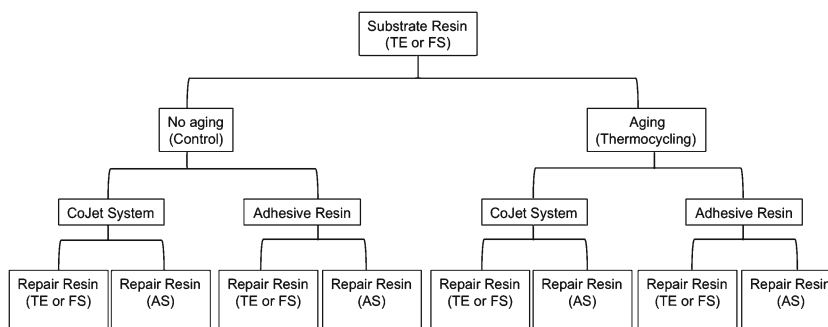 Substrate Resin
(TE or FS)
No aging
(Control)
Aging
(Thermocycling)
CoJet System
Adhesive Resin
CoJet System
Adhesive Resin
Repair Resin
(TE or FS)
Repair Resin
(AS)
Repair Resin
(TE or FS)
Repair Resin
(AS)
Repair Resin
(TE or FS)
Repair Resin
(AS)
Repair Resin
(TE or FS)
Repair Resin
(AS)